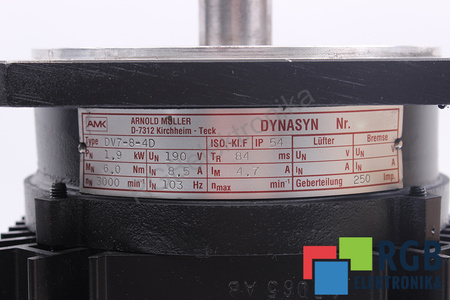 AMK ARNOLD MÜLLER
D-7312 Kirchheim - Teck
DYNASYN Nr.
Type DV7-8-4D ISO.-Kl.F IP 54 Lüfter Bremse
PN 1,9 kW UN 190 V TR 84 ms UN V UN V
MN 6,0 Nm IN 8,5 A IM 4,7 A IN A IN A
nN 3000 min-1 fN 103 Hz nmax min-1 Geberteilung 250 Imp.
RGB
ELEKTRONIKA